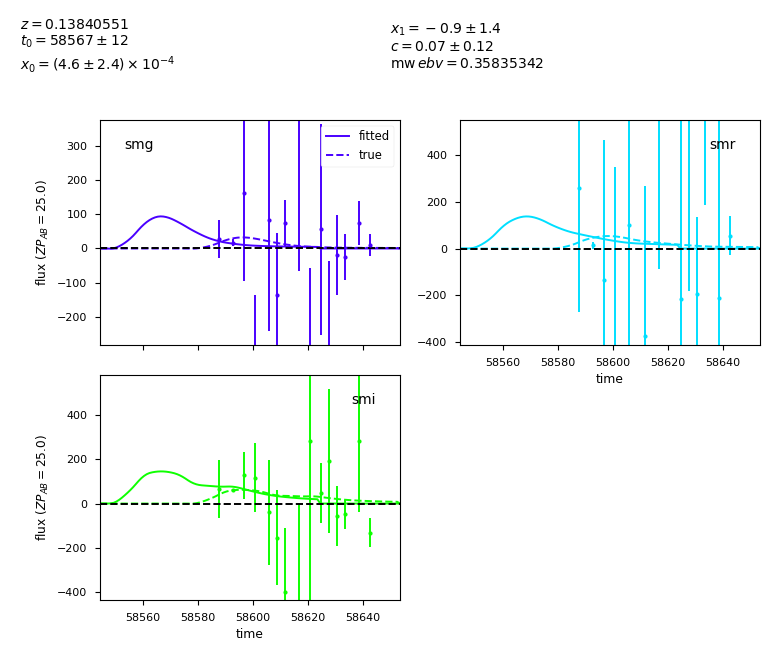 z = 0.13840551
t₀ = 58567 ± 12
x₀ = (4.6 ± 2.4) × 10⁻⁴
x₁ = −0.9 ± 1.4
c = 0.07 ± 0.12
mw ebv = 0.35835342
smg
fitted
true
300
200
100
0
−100
−200
flux (ZP_AB = 25.0)
smr
400
200
0
−200
−400
58560 58580 58600 58620 58640
time
smi
400
200
0
−200
−400
flux (ZP_AB = 25.0)
58560 58580 58600 58620 58640
time